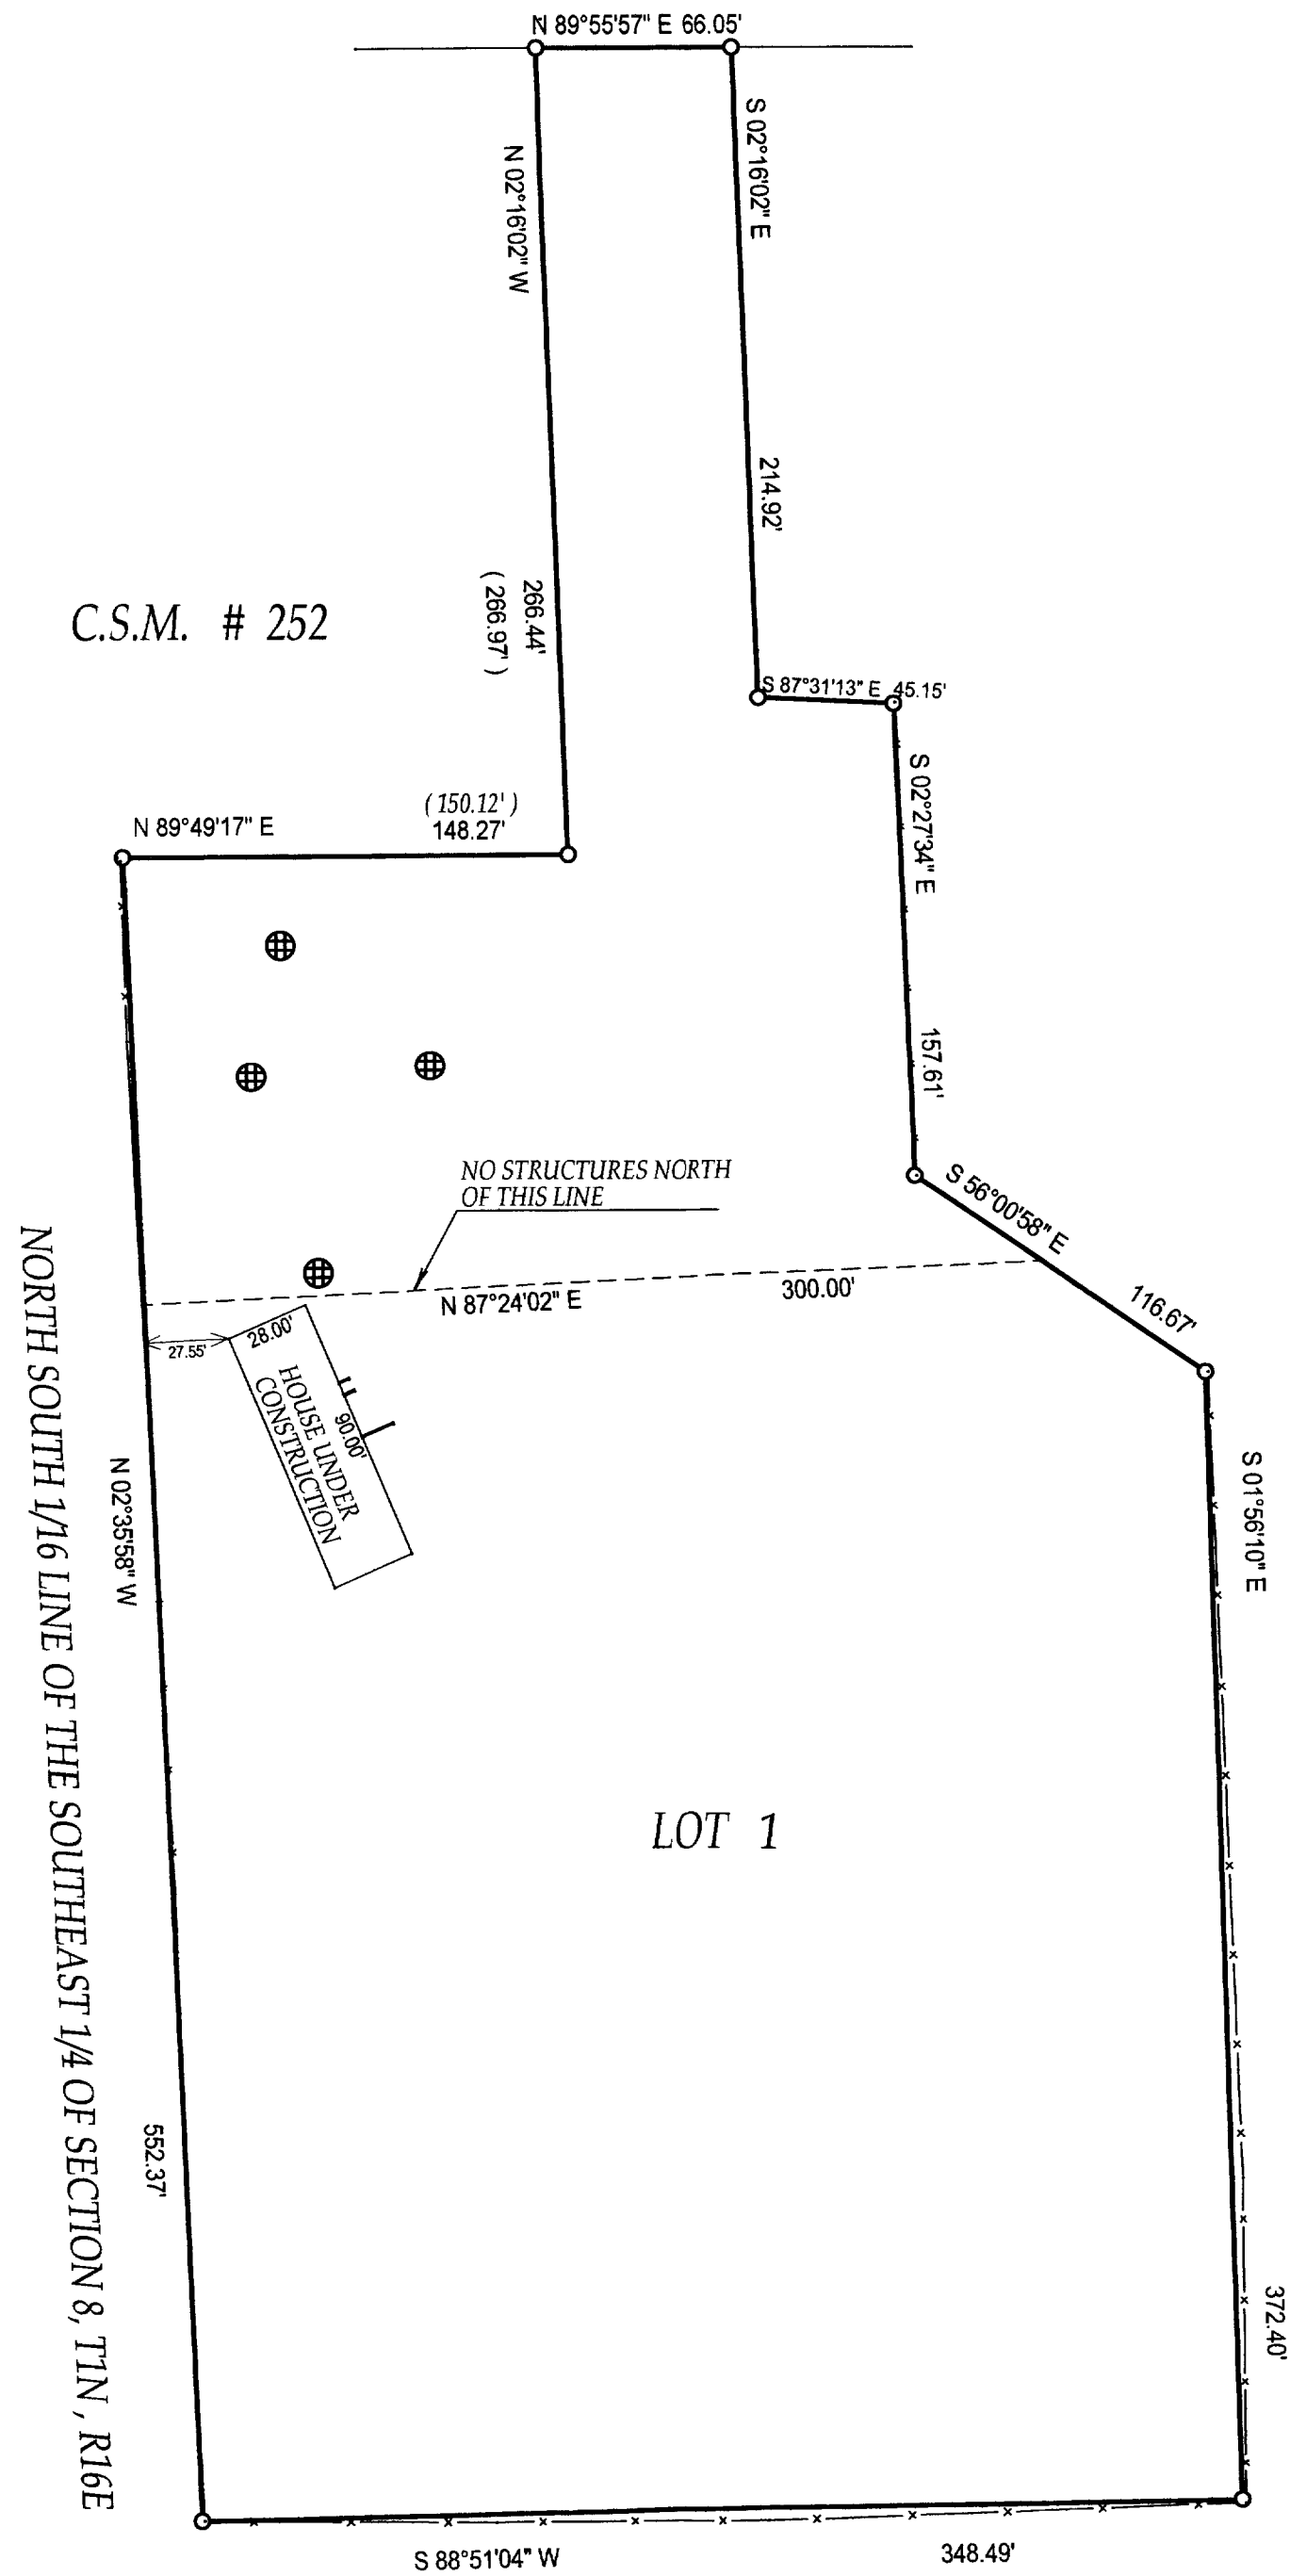 N 89°55'57" E 66.05'
S 02°16'02" E
N 02°16'02" W
214.92'
266.44'
( 266.97' )
C.S.M. # 252
S 87°31'13" E 45.15'
S 02°27'34" E
( 150.12' )
N 89°49'17" E 148.27'
157.61'
NO STRUCTURES NORTH
OF THIS LINE
S 56°00'58" E
116.67'
N 87°24'02" E 300.00'
27.55'
28.00'
90.00'
HOUSE UNDER
CONSTRUCTION
N 02°35'58" W
S 01°56'10" E
NORTH SOUTH 1/16 LINE OF THE SOUTHEAST 1/4 OF SECTION 8, T1N , R16E
LOT 1
552.37'
372.40'
S 88°51'04" W 348.49'